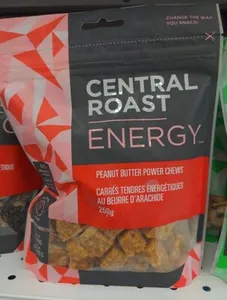 CHANGE THE WAY
YOU SNACK!
CENTRAL
ROAST
ENERGY
PEANUT BUTTER POWER CHEWS
CARRÉS TENDRES ÉNERGÉTIQUES
AU BEURRE D'ARACHIDE
250g